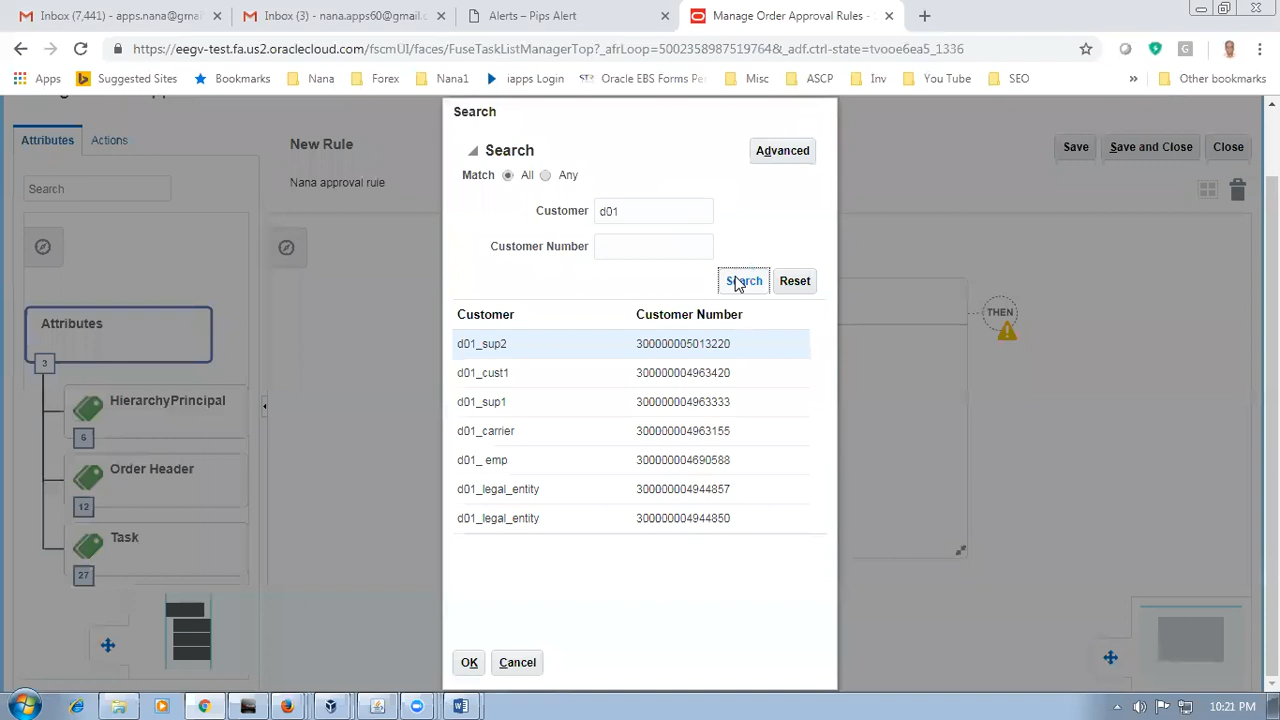 Inbox (7,441) - apps.nana@gmai
Inbox (3) - nana.apps60@gmail.c
Alerts – Pips Alert
Manage Order Approval Rules -
https://eegv-test.fa.us2.oraclecloud.com/fscmUI/faces/FuseTaskListManagerTop?_afrLoop=50023589875197​64&_adf.ctrl-state=tvooe6ea5_1336
Apps
Suggested Sites
Bookmarks
Nana
Forex
Nana1
iapps Login
Oracle EBS Forms Pe
Misc
ASCP
Inv
You Tube
SEO
»
Other bookmarks
Attributes
Actions
Search
New Rule
Nana approval rule
Save
Save and Close
Close
Attributes
3
HierarchyPrincipal
6
Order Header
12
Task
27
Search
Search
Advanced
Match All Any
Customer d01
Customer Number
Search
Reset
Customer Customer Number
d01_sup2 300000005013220
d01_cust1 300000004963420
d01_sup1 300000004963333
d01_carrier 300000004963155
d01_ emp 300000004690588
d01_legal_entity 300000004944857
d01_legal_entity 300000004944850
OK
Cancel
THEN
10:21 PM